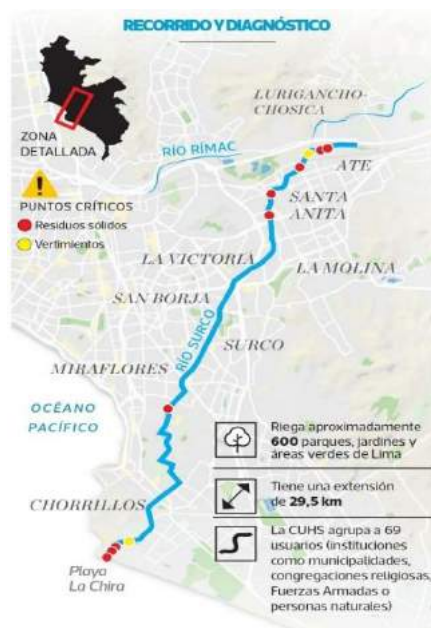 RECORRIDO Y DIAGNÓSTICO
LURIGANCHO-
CHOSICA
ZONA
DETALLADA
RÍO RÍMAC
ATE
PUNTOS CRÍTICOS
Residuos sólidos
Vertimientos
SANTA
ANITA
LA VICTORIA
LA MOLINA
SAN BORJA
RÍO SURCO
SURCO
MIRAFLORES
OCÉANO
PACÍFICO
Riega aproximadamente
600 parques, jardines y
áreas verdes de Lima
Tiene una extensión
de 29,5 km
CHORRILLOS
La CUHS agrupa a 69
usuarios (instituciones
como municipalidades,
congregaciones religiosas,
Fuerzas Armadas o
personas naturales)
Playa
La Chira